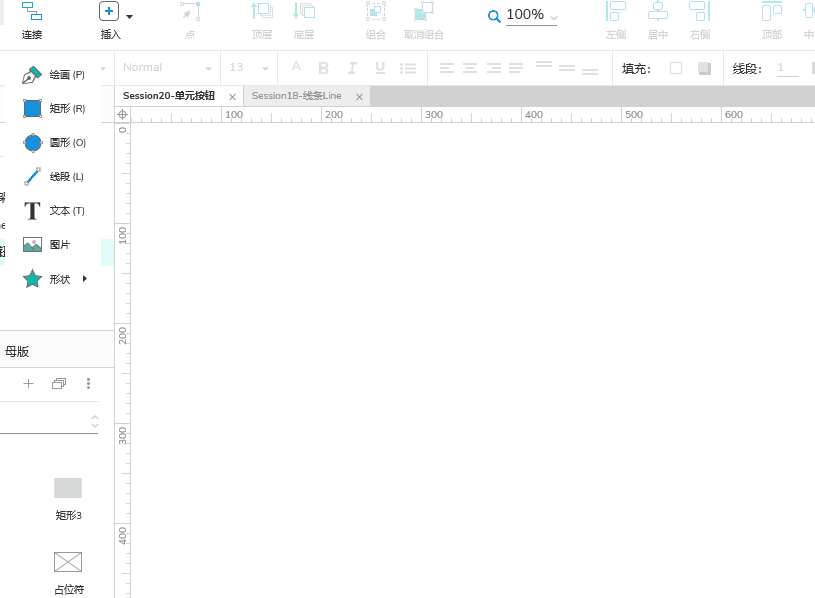 连接 插入 点 顶层 底层 组合 取消组合 100% 左侧 居中 右侧 顶部
Normal 13 A B I U 填充: 线段: 1
绘画 (P)
矩形 (R)
圆形 (O)
线段 (L)
文本 (T)
图片
形状
Session20-单元按钮 Session18-线条Line
100 200 300 400 500 600
0
100
200
300
400
母版
矩形3
占位符